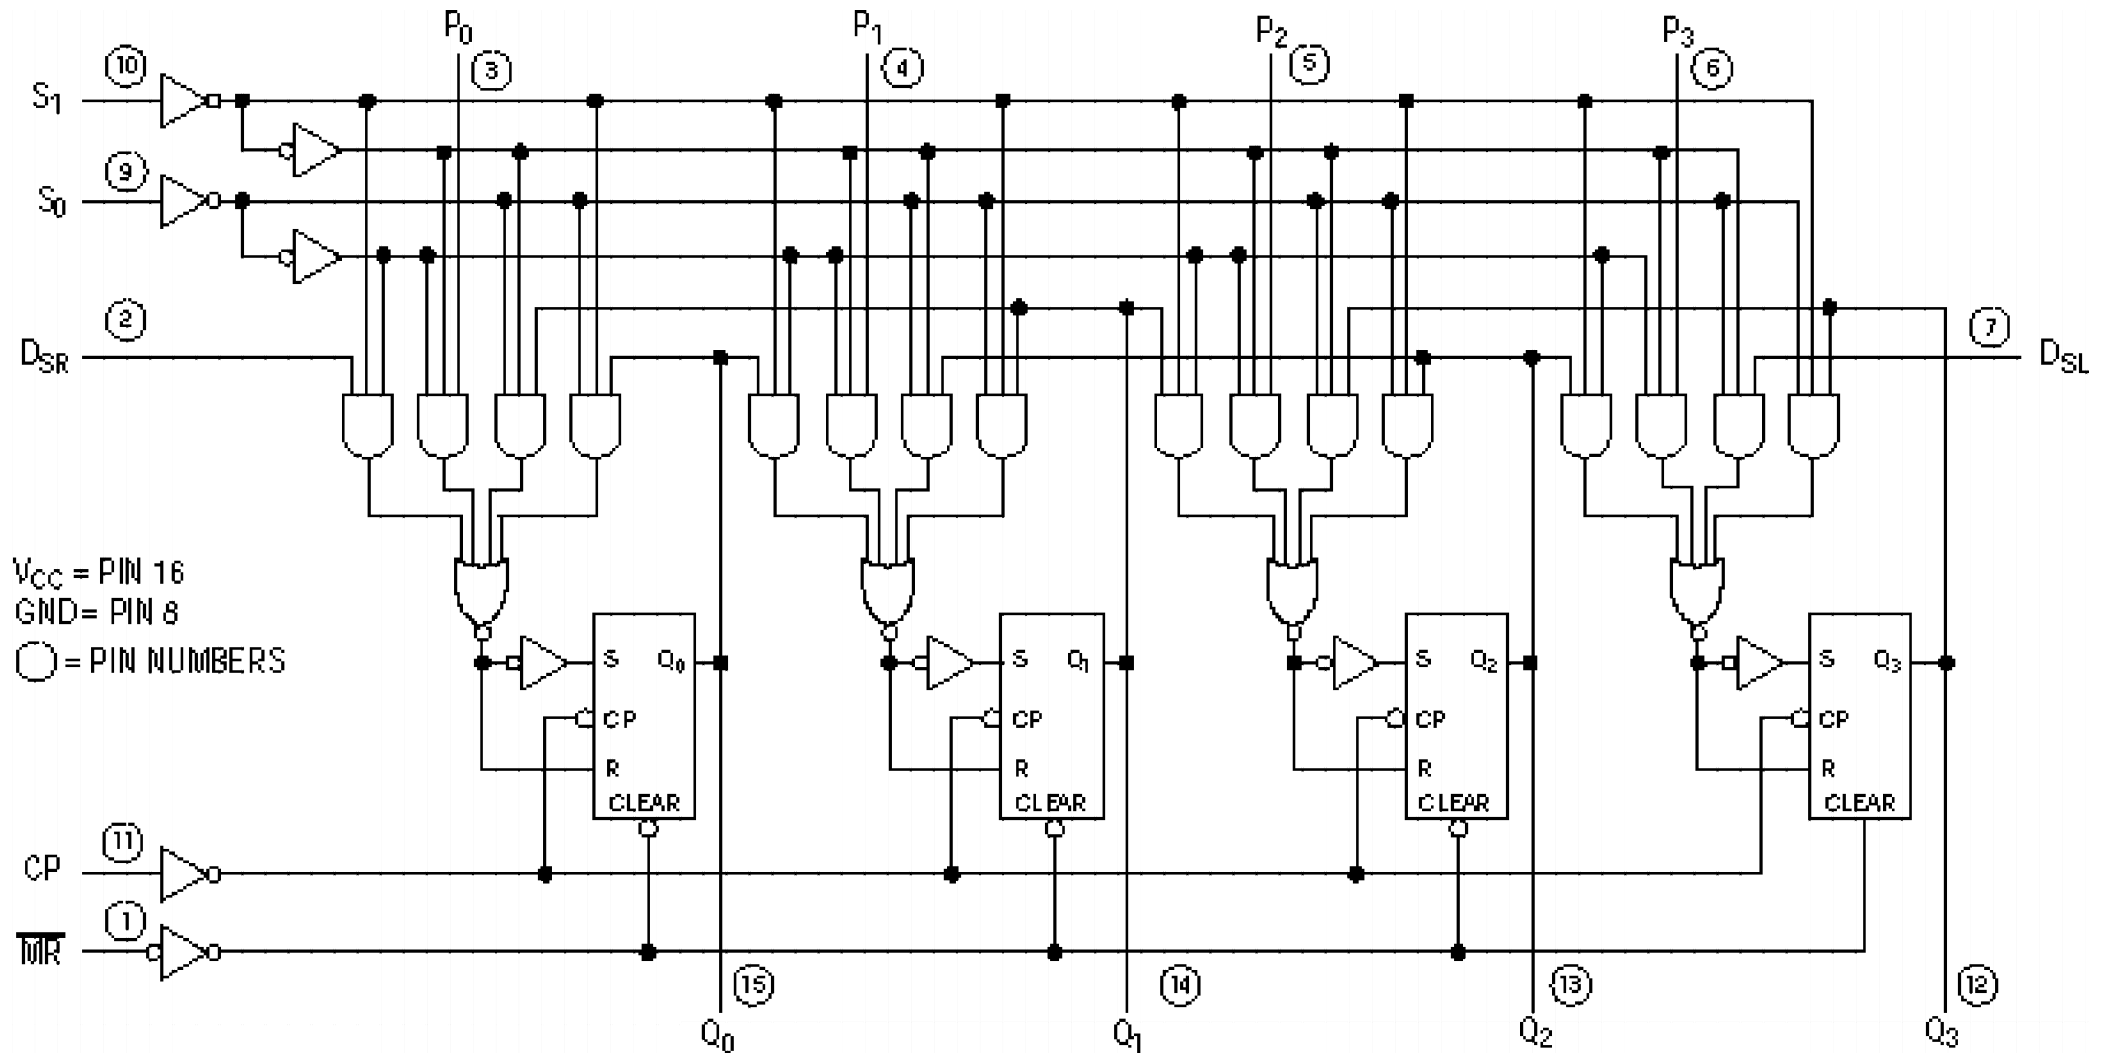 P0 P1 P2 P3
10 3 4 5 6
S1
9
S0
2 7
DSR DSL
VCC = PIN 16
GND= PIN 8
= PIN NUMBERS
S Q0 S Q1 S Q2 S Q3
CP CP CP CP
R R R R
CLEAR CLEAR CLEAR CLEAR
11
CP
1
M̅R̅
15 14 13 12
Q0 Q1 Q2 Q3